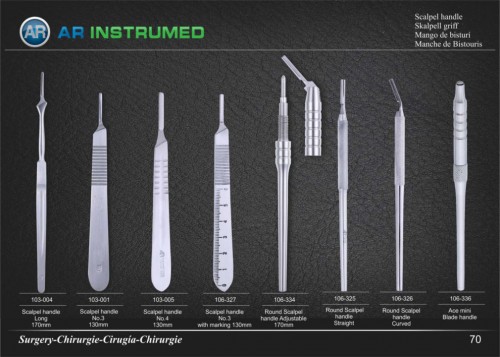 AR AR INSTRUMED
Scalpel handle
Skalpell griff
Mango de bisturi
Manche de Bistouris
103-004
Scalpel handle
Long
170mm
103-001
Scalpel handle
No.3
130mm
103-005
Scalpel handle
No.4
130mm
106-327
Scalpel handle
No.3
with marking 130mm
106-334
Round Scalpel
handle Adjustable
170mm
106-325
Round Scalpel
handle
Streight
106-326
Round Scalpel
handle
Curved
106-336
Ace mini
Blade handle
Surgery-Chirurgie-Cirugia-Chirurgie
70